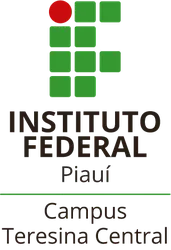 INSTITUTO
FEDERAL
Piauí
Campus
Teresina Central